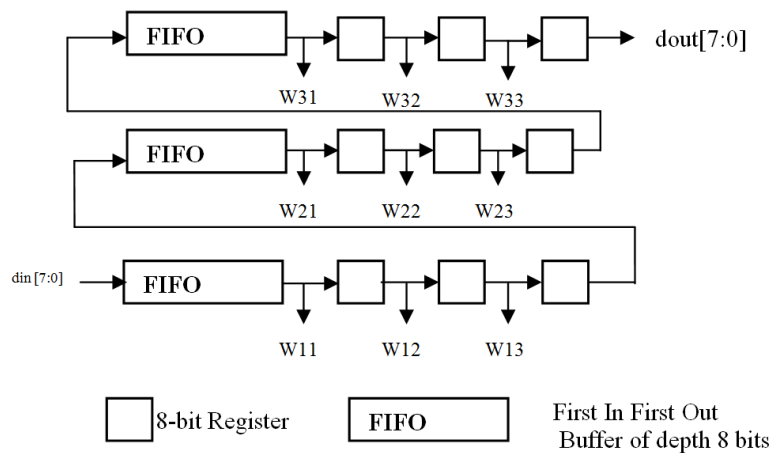 FIFO
dout[7:0]
W31 W32 W33
FIFO
W21 W22 W23
din [7:0]
FIFO
W11 W12 W13
8-bit Register
FIFO
First In First Out
Buffer of depth 8 bits